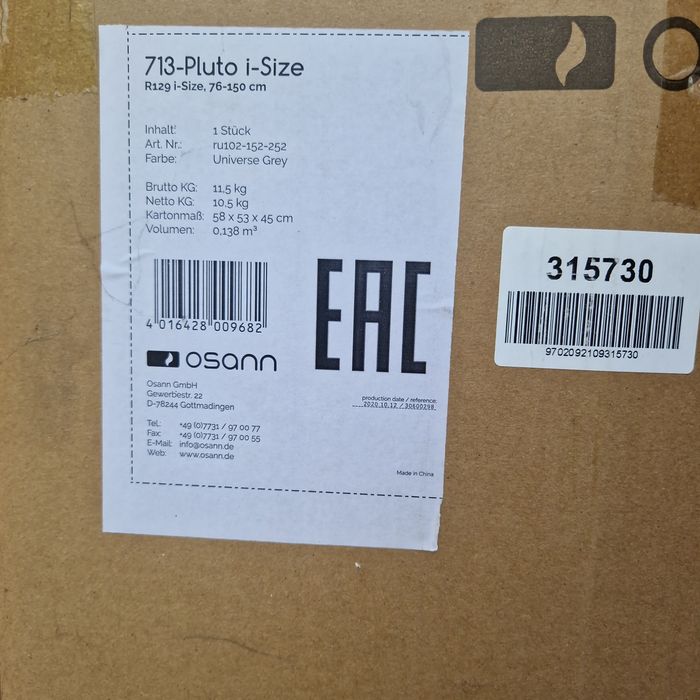 713-Pluto i-Size
R129 i-Size, 76-150 cm
Inhalt: 1 Stück
Art. Nr.: ru102-152-252
Farbe: Universe Grey
Brutto KG: 11,5 kg
Netto KG: 10,5 kg
Kartonmaß: 58 x 53 x 45 cm
Volumen: 0,138 m³
4 016428 009682
EAC
osann
Osann GmbH
Gewerbestr. 22
D-78244 Gottmadingen
production date / reference:
2020.10.12 / 30600298
Tel.: +49 (0)7731 / 97 00 77
Fax: +49 (0)7731 / 97 00 55
E-Mail: info@osann.de
Web: www.osann.de
Made in China
315730
9702092109315730